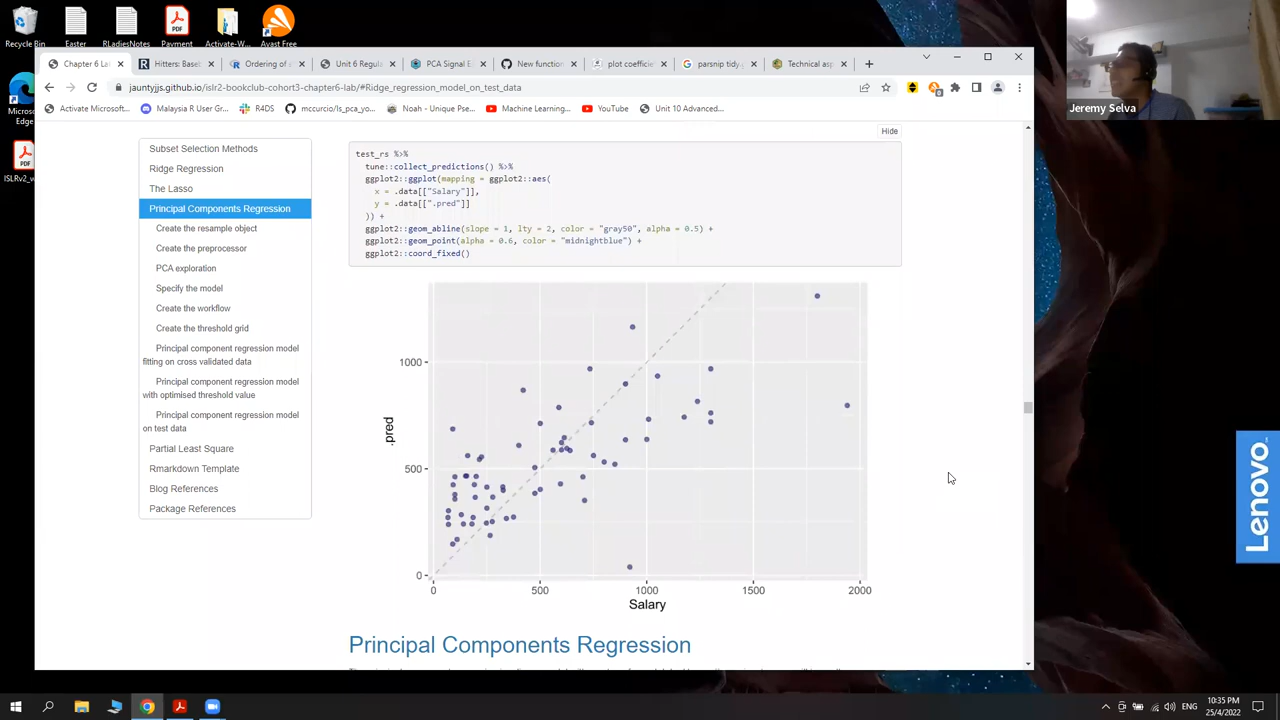 Recycle Bin
Easter
RLadiesNotes
Payment
Activate-W...
Avast Free
Microsoft Edge
ISLRv2_w...
Chapter 6 La
Hitters: Baseb
Ordering of
Unit 6 Regula
PCA Signal E
New function
plot coefficie
parsnip tidy.
Technical asp
jauntyjjs.github.io/islr-bookclub-cohort3-chapter6-lab/#Ridge_regression_model_on_test_data
Activate Microsoft...
Malaysia R User Gr...
R4DS
mccurcio/ls_pca_yo...
Noah - Unique Pse...
Machine Learning...
YouTube
Unit 10 Advanced...
Jeremy Selva
Hide
Subset Selection Methods
Ridge Regression
The Lasso
Principal Components Regression
Create the resample object
Create the preprocessor
PCA exploration
Specify the model
Create the workflow
Create the threshold grid
Principal component regression model
fitting on cross validated data
Principal component regression model
with optimised threshold value
Principal component regression model
on test data
Partial Least Square
Rmarkdown Template
Blog References
Package References
test_rs %>%
tune::collect_predictions() %>%
ggplot2::ggplot(mapping = ggplot2::aes(
x = .data[["Salary"]],
y = .data[[".pred"]]
)) +
ggplot2::geom_abline(slope = 1, lty = 2, color = "gray50", alpha = 0.5) +
ggplot2::geom_point(alpha = 0.6, color = "midnightblue") +
ggplot2::coord_fixed()
1000
500
0
.pred
0
500
1000
1500
2000
Salary
Principal Components Regression
Lenovo
ENG
10:35 PM
25/4/2022